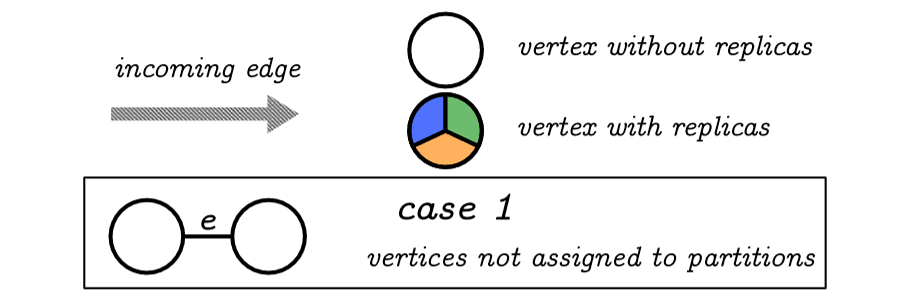 vertex without replicas
incoming edge
vertex with replicas
case 1
e
vertices not assigned to partitions